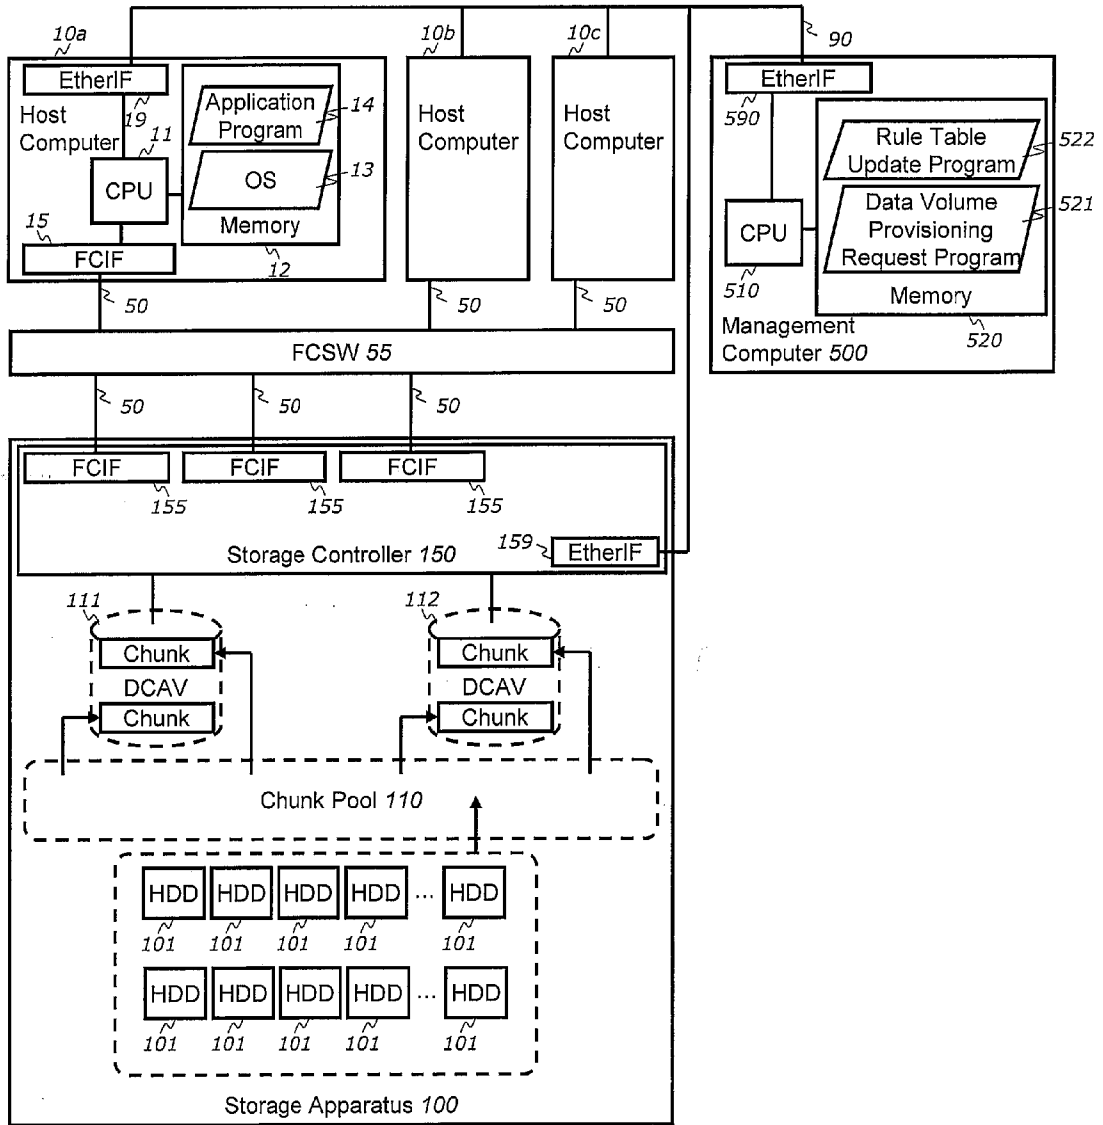 10a
10b
10c
90
EtherIF
19
Host
Computer
11
CPU
15
FCIF
Application
Program
14
OS
13
Memory
12
Host
Computer
Host
Computer
EtherIF
590
CPU
510
Rule Table
Update Program
522
Data Volume
Provisioning
Request Program
521
Memory
520
Management
Computer 500
50
50
50
FCSW 55
50
50
50
FCIF
FCIF
FCIF
155
155
155
Storage Controller 150
159
EtherIF
111
112
Chunk
DCAV
Chunk
Chunk
DCAV
Chunk
Chunk Pool 110
HDD HDD HDD HDD ... HDD
101 101 101 101 101
HDD HDD HDD HDD ... HDD
101 101 101 101 101
Storage Apparatus 100